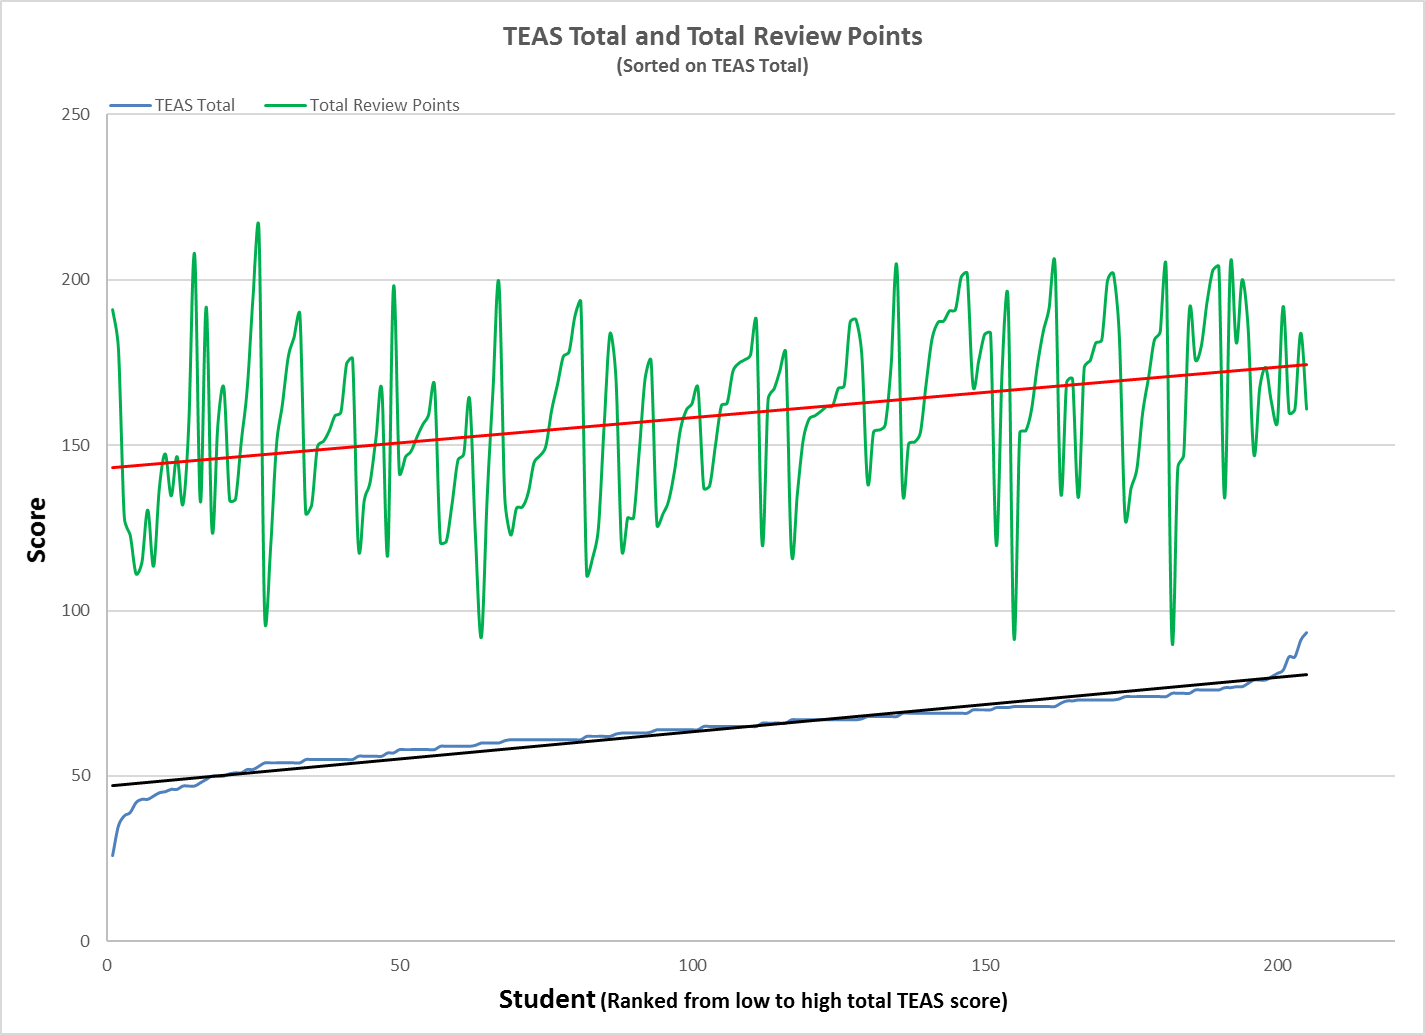 TEAS Total and Total Review Points
(Sorted on TEAS Total)
TEAS Total Total Review Points
250
200
150
100
50
0
Score
0 50 100 150 200
Student (Ranked from low to high total TEAS score)